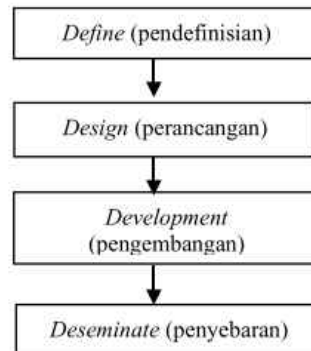 Define (pendefinisian)
Design (perancangan)
Development
(pengembangan)
Deseminate (penyebaran)